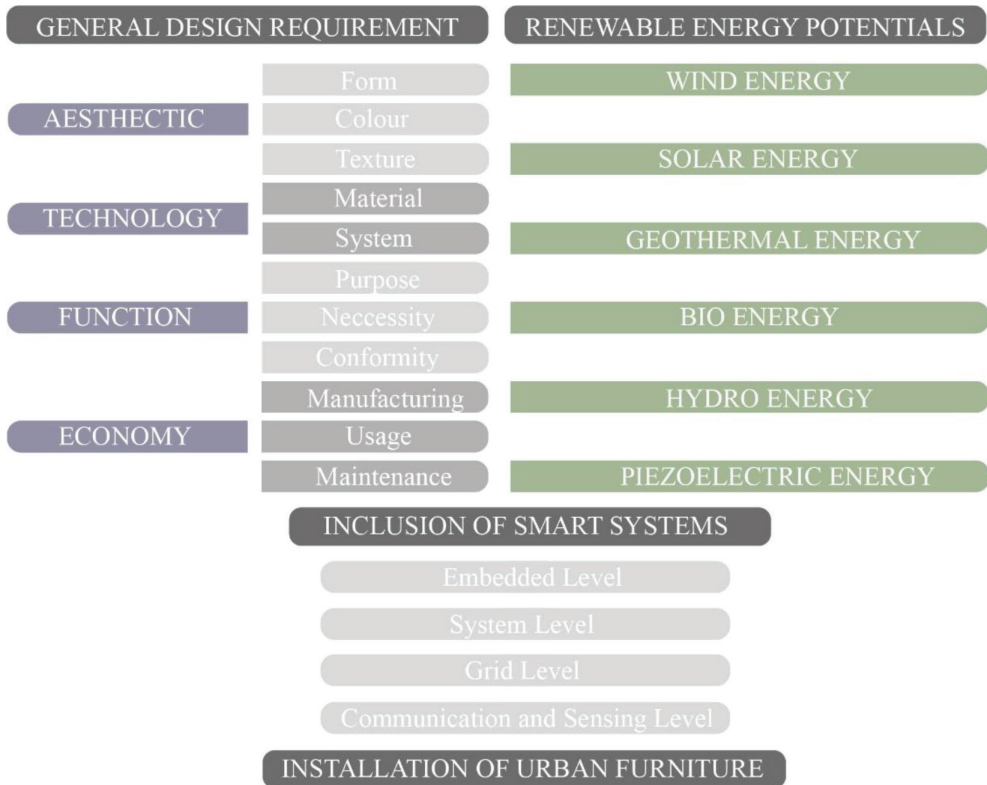 GENERAL DESIGN REQUIREMENT
RENEWABLE ENERGY POTENTIALS
AESTHECTIC
Form
Colour
Texture
TECHNOLOGY
Material
System
FUNCTION
Purpose
Neccessity
Conformity
ECONOMY
Manufacturing
Usage
Maintenance
WIND ENERGY
SOLAR ENERGY
GEOTHERMAL ENERGY
BIO ENERGY
HYDRO ENERGY
PIEZOELECTRIC ENERGY
INCLUSION OF SMART SYSTEMS
Embedded Level
System Level
Grid Level
Communication and Sensing Level
INSTALLATION OF URBAN FURNITURE